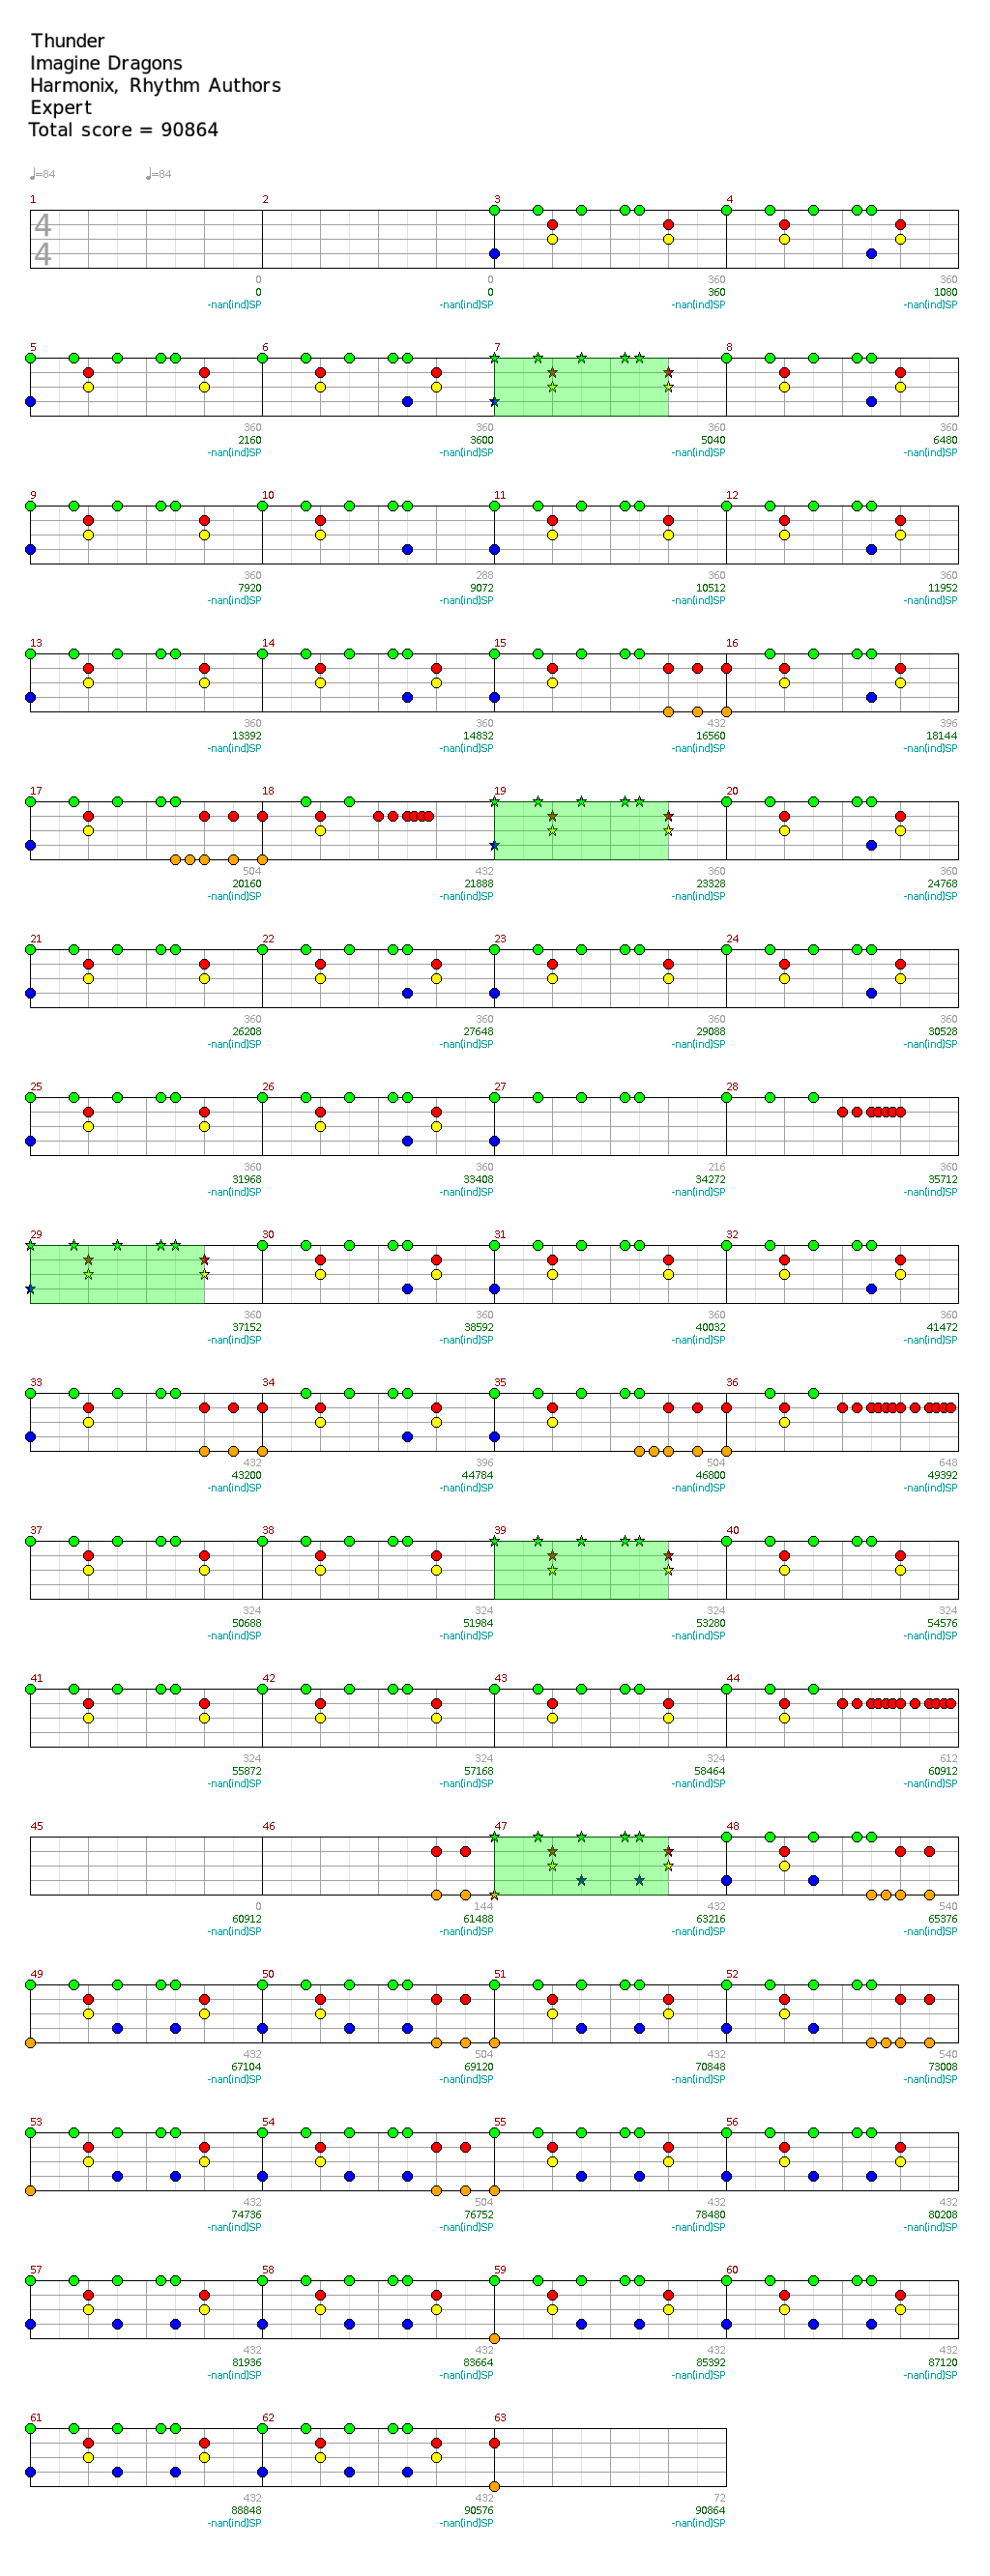 Thunder
Imagine Dragons
Harmonix, Rhythm Authors
Expert
Total score = 90864
♩=84 ♩=84
1 2 3 4
4
4
0 0 360 360
0 0 360 1080
-nan(ind)SP -nan(ind)SP -nan(ind)SP -nan(ind)SP
5 6 7 8
360 360 360 360
2160 3600 5040 6480
-nan(ind)SP -nan(ind)SP -nan(ind)SP -nan(ind)SP
9 10 11 12
360 288 360 360
7920 9072 10512 11952
-nan(ind)SP -nan(ind)SP -nan(ind)SP -nan(ind)SP
13 14 15 16
360 360 432 396
13392 14832 16560 18144
-nan(ind)SP -nan(ind)SP -nan(ind)SP -nan(ind)SP
17 18 19 20
504 432 360 360
20160 21888 23328 24768
-nan(ind)SP -nan(ind)SP -nan(ind)SP -nan(ind)SP
21 22 23 24
360 360 360 360
26208 27648 29088 30528
-nan(ind)SP -nan(ind)SP -nan(ind)SP -nan(ind)SP
25 26 27 28
360 360 216 360
31968 33408 34272 35712
-nan(ind)SP -nan(ind)SP -nan(ind)SP -nan(ind)SP
29 30 31 32
360 360 360 360
37152 38592 40032 41472
-nan(ind)SP -nan(ind)SP -nan(ind)SP -nan(ind)SP
33 34 35 36
432 396 504 648
43200 44784 46800 49392
-nan(ind)SP -nan(ind)SP -nan(ind)SP -nan(ind)SP
37 38 39 40
324 324 324 324
50688 51984 53280 54576
-nan(ind)SP -nan(ind)SP -nan(ind)SP -nan(ind)SP
41 42 43 44
324 324 324 612
55872 57168 58464 60912
-nan(ind)SP -nan(ind)SP -nan(ind)SP -nan(ind)SP
45 46 47 48
0 144 432 540
60912 61488 63216 65376
-nan(ind)SP -nan(ind)SP -nan(ind)SP -nan(ind)SP
49 50 51 52
432 504 432 540
67104 69120 70848 73008
-nan(ind)SP -nan(ind)SP -nan(ind)SP -nan(ind)SP
53 54 55 56
432 504 432 432
74736 76752 78480 80208
-nan(ind)SP -nan(ind)SP -nan(ind)SP -nan(ind)SP
57 58 59 60
432 432 432 432
81936 83664 85392 87120
-nan(ind)SP -nan(ind)SP -nan(ind)SP -nan(ind)SP
61 62 63
432 432 72
88848 90576 90864
-nan(ind)SP -nan(ind)SP -nan(ind)SP